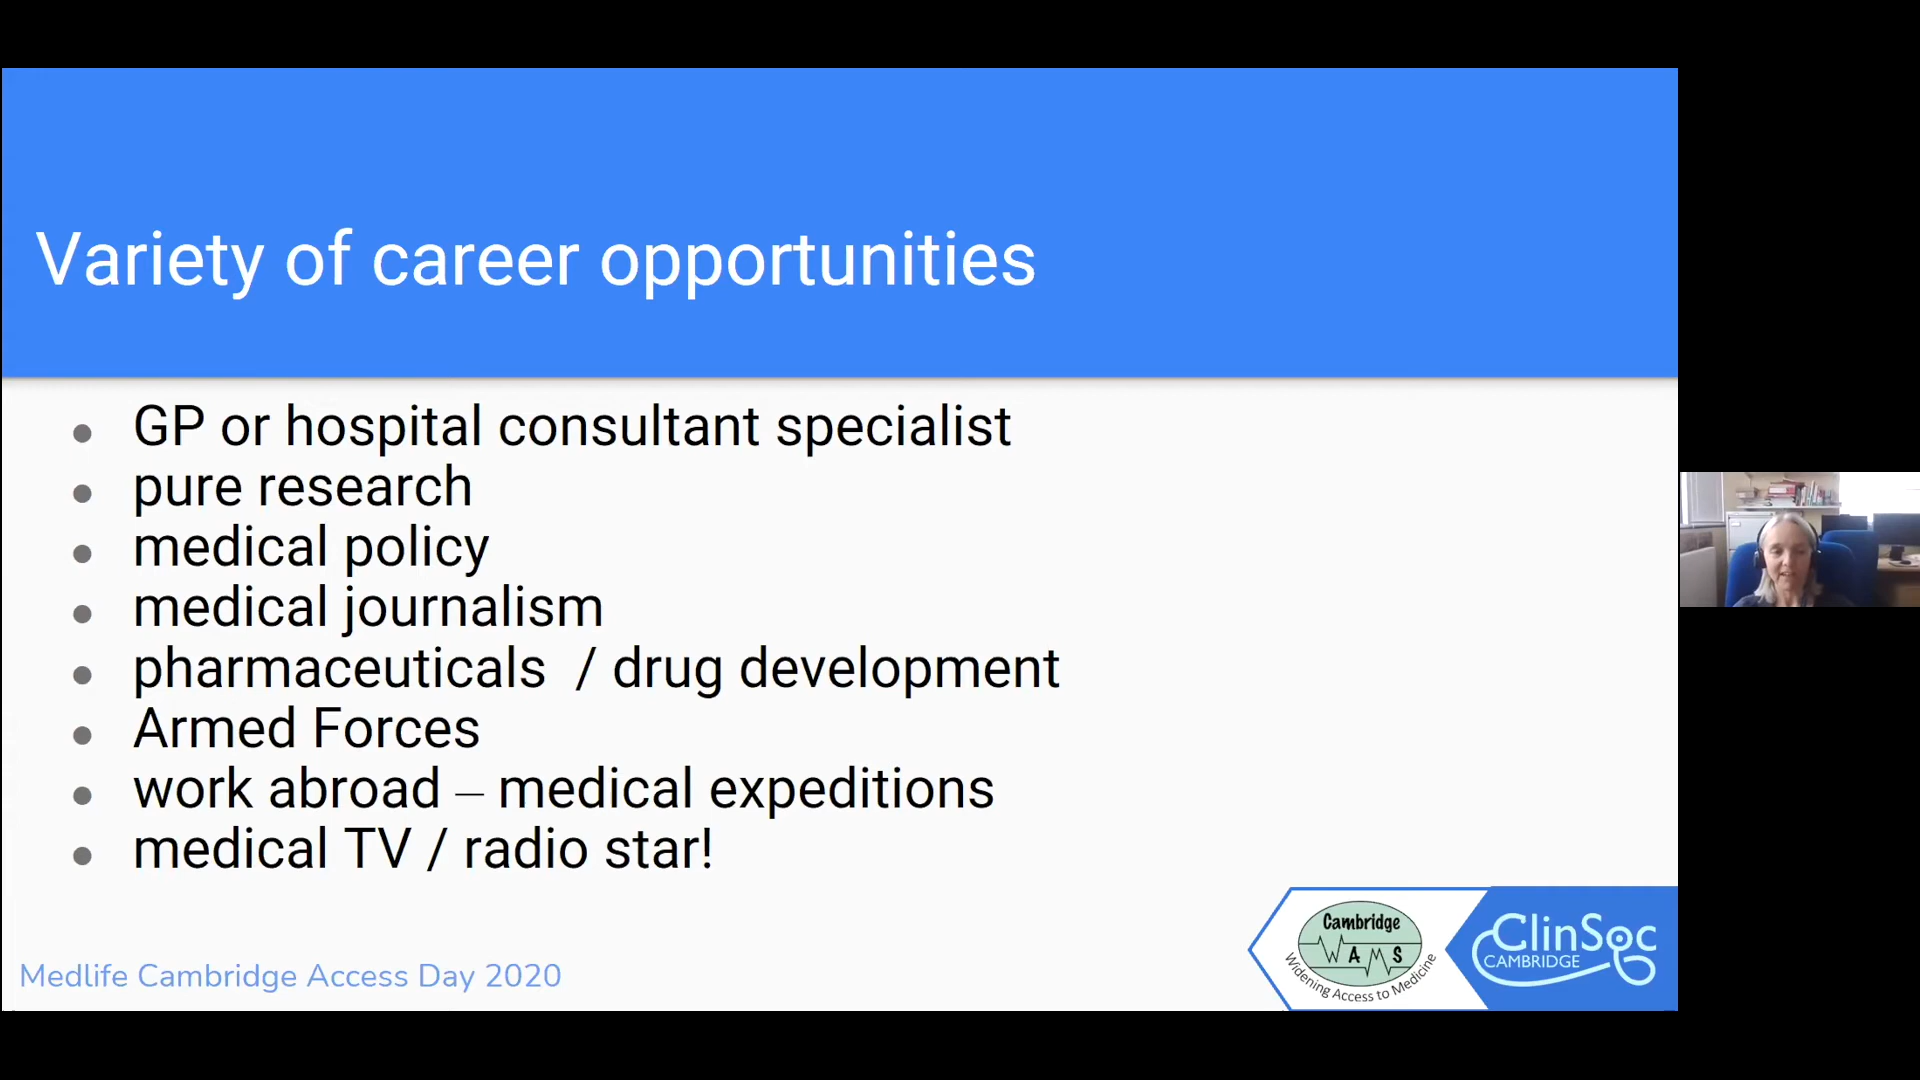 Variety of career opportunities
GP or hospital consultant specialist
pure research
medical policy
medical journalism
pharmaceuticals / drug development
Armed Forces
work abroad – medical expeditions
medical TV / radio star!
Medlife Cambridge Access Day 2020
Cambridge
WAMS
Widening Access to Medicine
ClinSoc
CAMBRIDGE